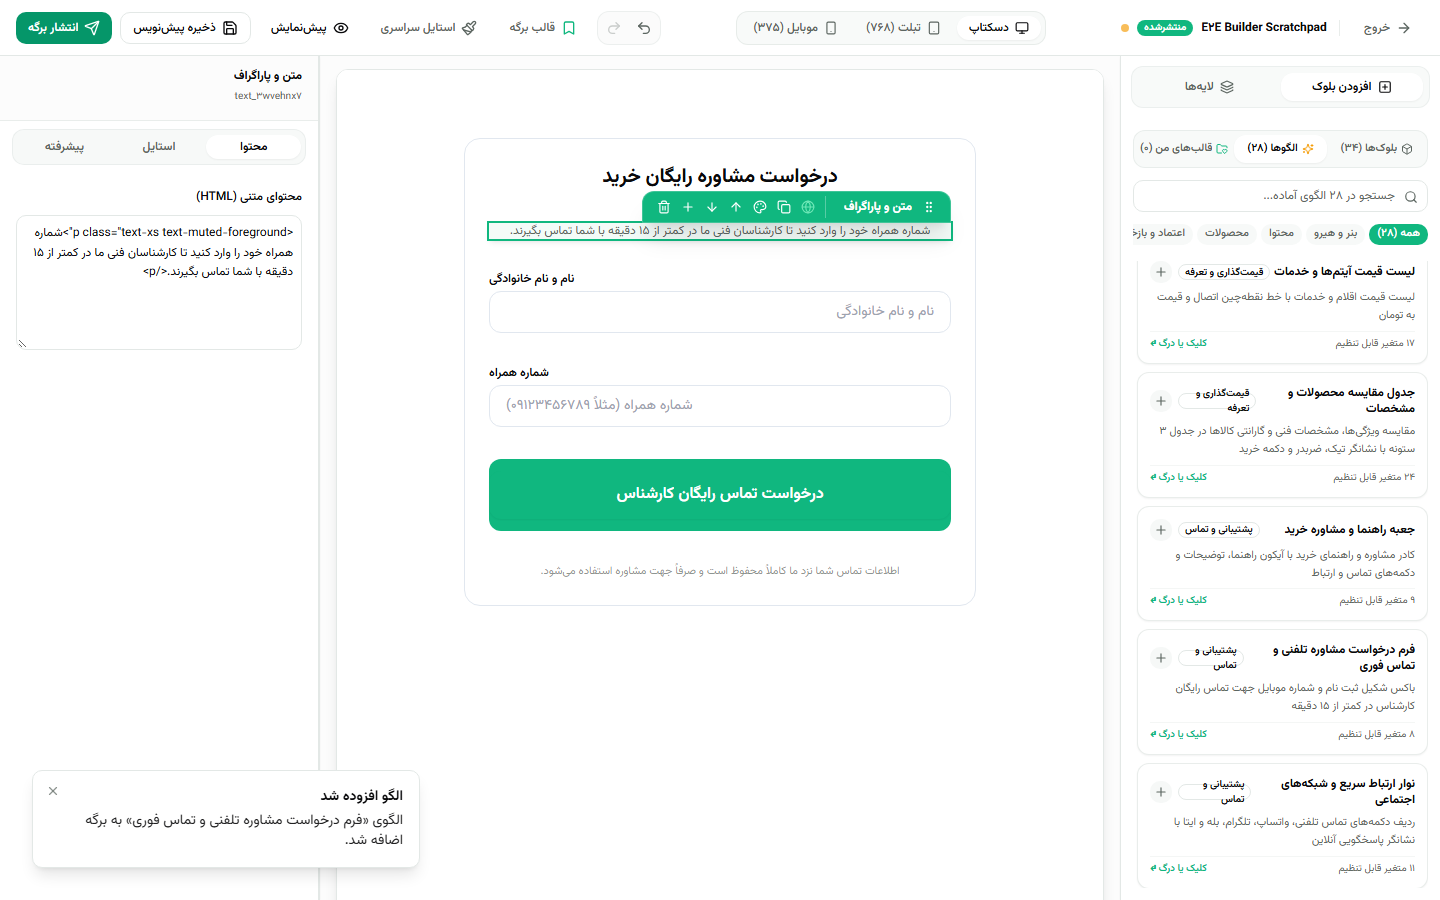 خروج
E۲E Builder Scratchpad
منتشرشده
دسکتاپ
تبلت (۷۶۸)
موبایل (۳۷۵)
قالب برگه
استایل سراسری
پیش‌نمایش
ذخیره پیش‌نویس
انتشار برگه
افزودن بلوک
لایه‌ها
بلوک‌ها (۳۴)
الگوها (۲۸)
قالب‌های من (۰)
جستجو در ۲۸ الگوی آماده...
همه (۲۸)
بنر و هیرو
محتوا
محصولات
اعتماد و بازخ
لیست قیمت آیتم‌ها و خدمات
قیمت‌گذاری و تعرفه
لیست قیمت اقلام و خدمات با خط نقطه‌چین اتصال و قیمت
به تومان
۱۷ متغیر قابل تنظیم
کلیک یا درگ
جدول مقایسه محصولات و
مشخصات
قیمت‌گذاری و
تعرفه
مقایسه ویژگی‌ها، مشخصات فنی و گارانتی کالاها در جدول ۳
ستونه با نشانگر تیک، ضربدر و دکمه خرید
۲۴ متغیر قابل تنظیم
کلیک یا درگ
جعبه راهنما و مشاوره خرید
پشتیبانی و تماس
کادر مشاوره و راهنمای خرید با آیکون راهنما، توضیحات و
دکمه‌های تماس و ارتباط
۹ متغیر قابل تنظیم
کلیک یا درگ
فرم درخواست مشاوره تلفنی و
تماس فوری
پشتیبانی و
تماس
باکس شکیل ثبت نام و شماره موبایل جهت تماس رایگان
کارشناس در کمتر از ۱۵ دقیقه
۸ متغیر قابل تنظیم
کلیک یا درگ
نوار ارتباط سریع و شبکه‌های
اجتماعی
پشتیبانی و
تماس
ردیف دکمه‌های تماس تلفنی، واتساپ، تلگرام، بله و ایتا با
نشانگر پاسخگویی آنلاین
۱۱ متغیر قابل تنظیم
کلیک یا درگ
درخواست مشاوره رایگان خرید
متن و پاراگراف
شماره همراه خود را وارد کنید تا کارشناسان فنی ما در کمتر از ۱۵ دقیقه با شما تماس بگیرند.
نام و نام خانوادگی
نام و نام خانوادگی
شماره همراه
شماره همراه (مثلاً ۰۹۱۲۳۴۵۶۷۸۹)
درخواست تماس رایگان کارشناس
اطلاعات تماس شما نزد ما کاملاً محفوظ است و صرفاً جهت مشاوره استفاده می‌شود.
متن و پاراگراف
text_۳wvehnx۷
محتوا
استایل
پیشرفته
محتوای متنی (HTML)
<p class="text-xs text-muted-foreground">شماره
همراه خود را وارد کنید تا کارشناسان فنی ما در کمتر از ۱۵
دقیقه با شما تماس بگیرند.</p>
الگو افزوده شد
الگوی «فرم درخواست مشاوره تلفنی و تماس فوری» به برگه
اضافه شد.